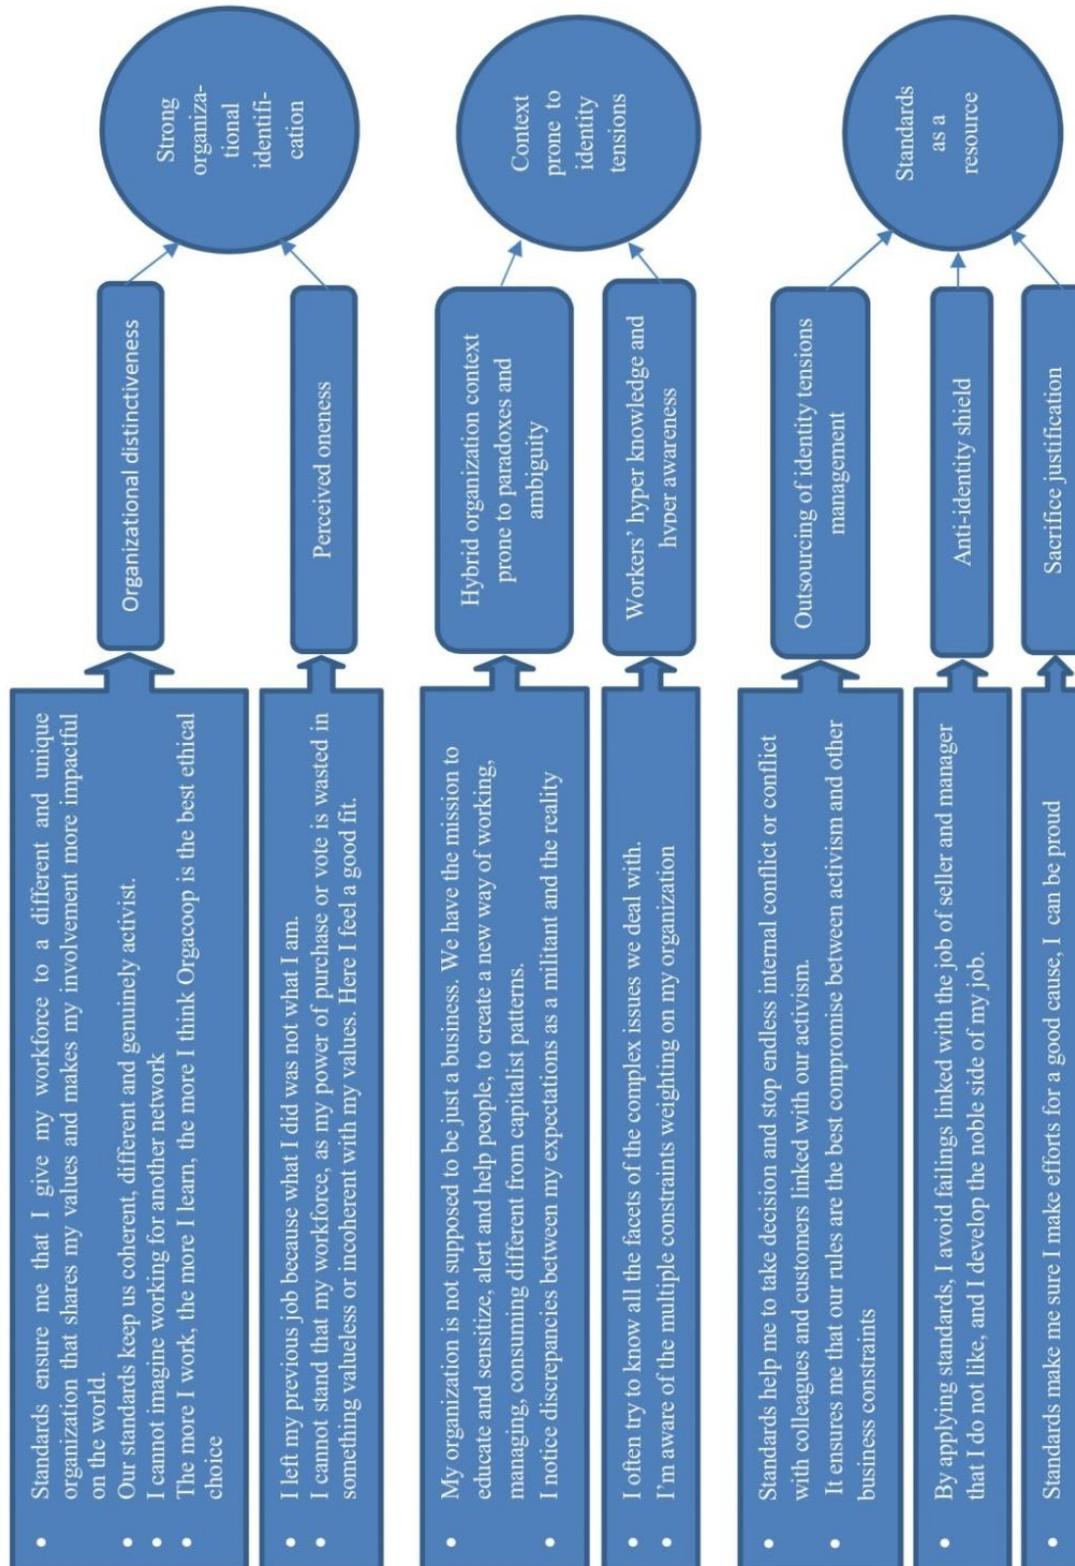 Standards ensure me that I give my workforce to a different and unique
organization that shares my values and makes my involvement more impactful
on the world.
Our standards keep us coherent, different and genuinely activist.
I cannot imagine working for another network
The more I work, the more I learn, the more I think Orgacoop is the best ethical
choice
Organizational distinctiveness
I left my previous job because what I did was not what I am.
I cannot stand that my workforce, as my power of purchase or vote is wasted in
something valueless or incoherent with my values. Here I feel a good fit.
Perceived oneness
Strong
organiza-
tional
identifi-
cation
My organization is not supposed to be just a business. We have the mission to
educate and sensitize, alert and help people, to create a new way of working,
managing, consuming different from capitalist patterns.
I notice discrepancies between my expectations as a militant and the reality
Hybrid organization context
prone to paradoxes and
ambiguity
I often try to know all the facets of the complex issues we deal with.
I'm aware of the multiple constraints weighting on my organization
Workers' hyper knowledge and
hyper awareness
Context
prone to
identity
tensions
Standards help me to take decision and stop endless internal conflict or conflict
with colleagues and customers linked with our activism.
It ensures me that our rules are the best compromise between activism and other
business constraints
Outsourcing of identity tensions
management
By applying standards, I avoid failings linked with the job of seller and manager
that I do not like, and I develop the noble side of my job.
Anti-identity shield
Standards make me sure I make efforts for a good cause, I can be proud
Sacrifice justification
Standards
as a
resource